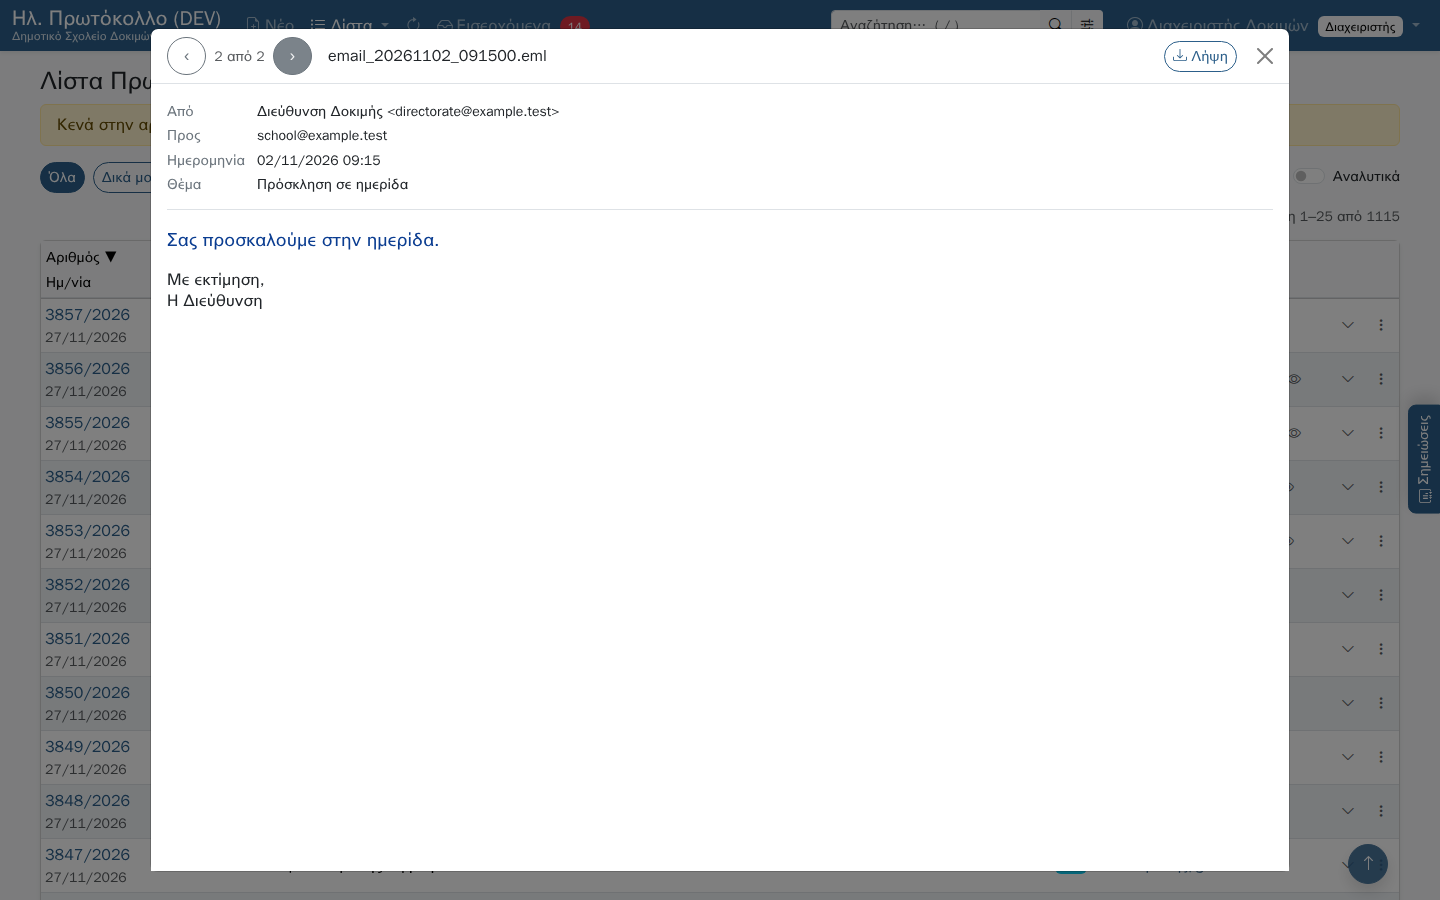 Ηλ. Πρωτόκολλο (DEV)
Νέο
Λίστα
Εισερχόμενα
14
Αναζήτηση… ( / )
Διαχειριστής Δοκιμών
Διαχειριστής
Δημοτικό Σχολείο Δοκιμών
‹ 2 από 2 › email_20261102_091500.eml
Λήψη
Από Διεύθυνση Δοκιμής <directorate@example.test>
Προς school@example.test
Ημερομηνία 02/11/2026 09:15
Θέμα Πρόσκληση σε ημερίδα
Σας προσκαλούμε στην ημερίδα.
Με εκτίμηση,
Η Διεύθυνση
Λίστα
Κενά στην
Όλα
Δικά
Αναλυτικά
1–25 από 1115
Αριθμός ▼
Ημ/νία
3857/2026
27/11/2026
3856/2026
27/11/2026
3855/2026
27/11/2026
3854/2026
27/11/2026
3853/2026
27/11/2026
3852/2026
27/11/2026
3851/2026
27/11/2026
3850/2026
27/11/2026
3849/2026
27/11/2026
3848/2026
27/11/2026
3847/2026
27/11/2026
Σημειώσεις